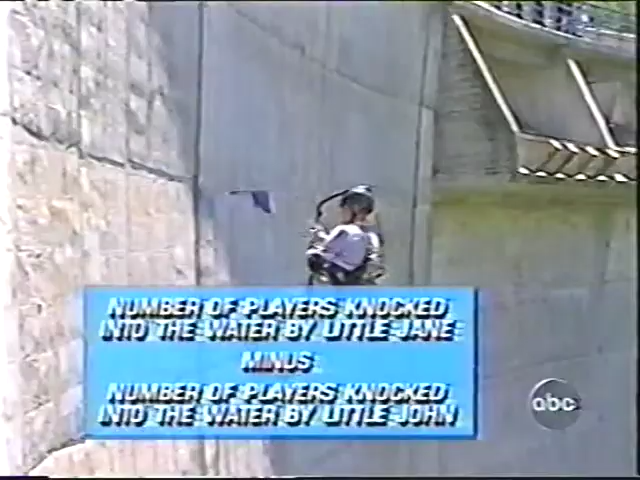 NUMBER OF PLAYERS KNOCKED
INTO THE WATER BY LITTLE JANE
MINUS
NUMBER OF PLAYERS KNOCKED
INTO THE WATER BY LITTLE JOHN
abc